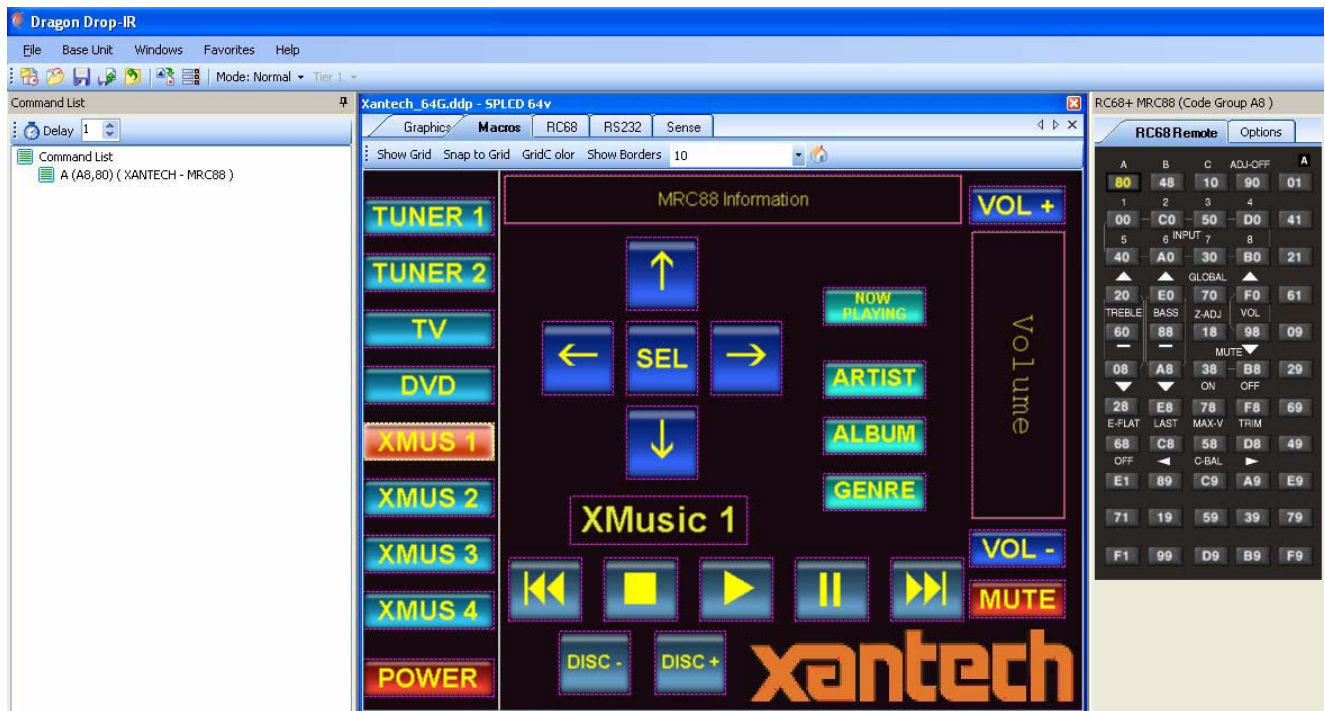 Dragon Drop-IR
File Base Unit Windows Favorites Help
Mode: Normal Tier 1
Command List
Delay 1
Command List
A (A8,80) ( XANTECH - MRC88 )
Xantech_64G.ddp - SPLCD 64v
Graphics Macros RC68 RS232 Sense
Show Grid Snap to Grid GridC olor Show Borders 10
MRC88 Information
TUNER 1
TUNER 2
TV
DVD
XMUS 1
XMUS 2
XMUS 3
XMUS 4
POWER
SEL
NOW
PLAYING
ARTIST
ALBUM
GENRE
XMusic 1
DISC -
DISC +
VOL +
Volume
VOL -
MUTE
xantech
RC68+ MRC88 (Code Group A8 )
RC68 Remote Options
A B C ADJ-OFF A
80 48 10 90 01
1 2 3 4
00 C0 50 D0 41
5 6 INPUT 7 8
40 A0 30 B0 21
GLOBAL
20 E0 70 F0 61
TREBLE BASS Z-ADJ VOL
60 88 18 98 09
MUTE
08 A8 38 B8 29
ON OFF
28 E8 78 F8 69
E-FLAT LAST MAX-V TRIM
68 C8 58 D8 49
OFF C-BAL
E1 89 C9 A9 E9
71 19 59 39 79
F1 99 D9 B9 F9